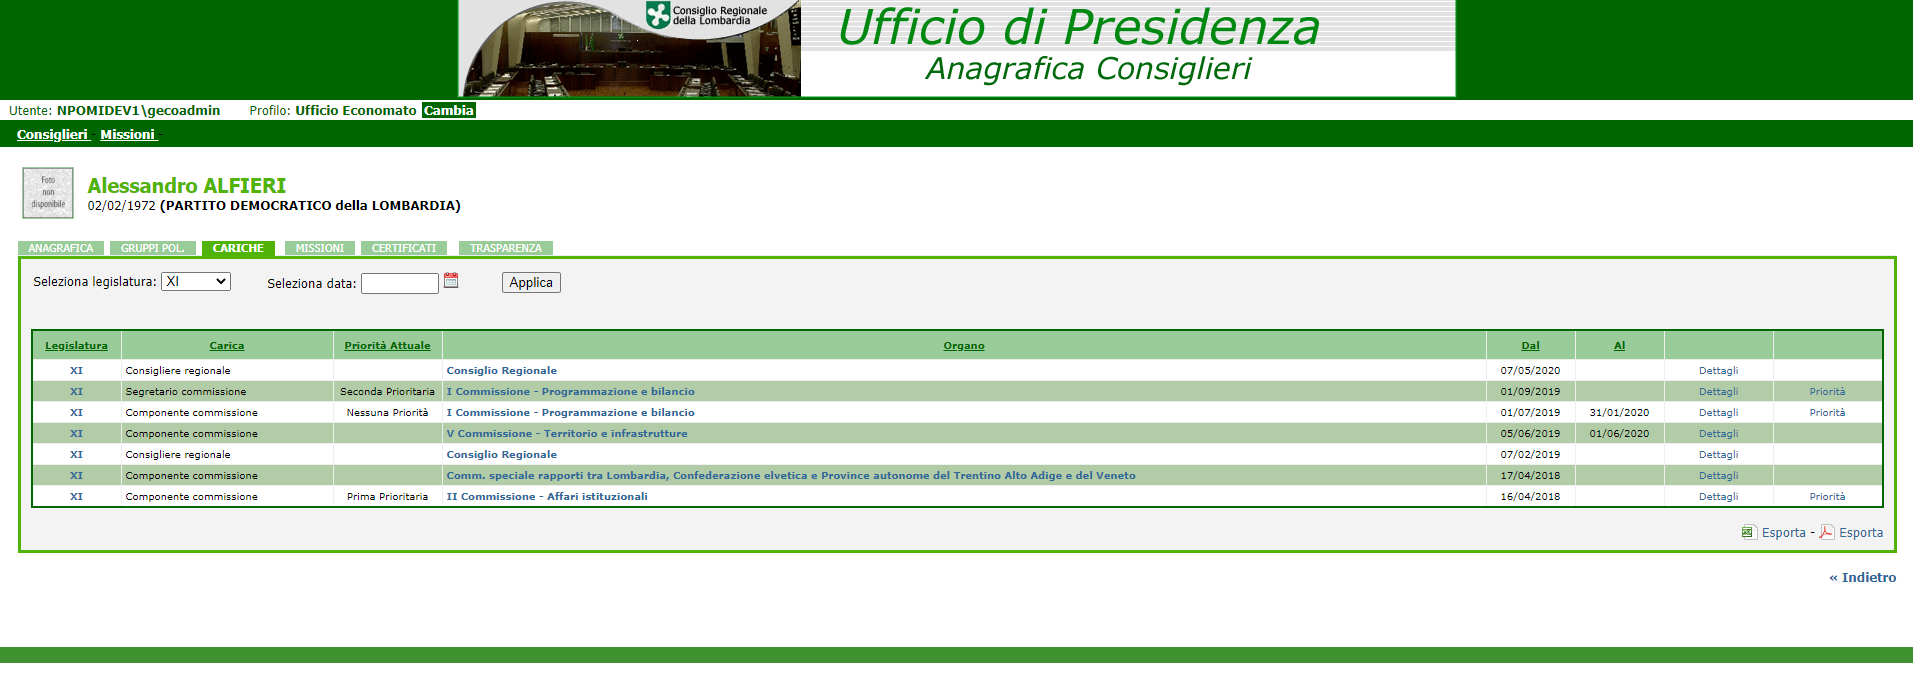 Consiglio Regionale
della Lombardia
Ufficio di Presidenza
Anagrafica Consiglieri
Utente: NPOMIDEV1\gecoadmin Profilo: Ufficio Economato Cambia
Consiglieri - Missioni -
Foto
non
disponibile
Alessandro ALFIERI
02/02/1972 (PARTITO DEMOCRATICO della LOMBARDIA)
ANAGRAFICA GRUPPI POL. CARICHE MISSIONI CERTIFICATI TRASPARENZA
Seleziona legislatura: XI Seleziona data: Applica
Legislatura Carica Priorità Attuale Organo Dal Al
XI Consigliere regionale Consiglio Regionale 07/05/2020 Dettagli
XI Segretario commissione Seconda Prioritaria I Commissione - Programmazione e bilancio 01/09/2019 Dettagli Priorità
XI Componente commissione Nessuna Priorità I Commissione - Programmazione e bilancio 01/07/2019 31/01/2020 Dettagli Priorità
XI Componente commissione V Commissione - Territorio e infrastrutture 05/06/2019 01/06/2020 Dettagli
XI Consigliere regionale Consiglio Regionale 07/02/2019 Dettagli
XI Componente commissione Comm. speciale rapporti tra Lombardia, Confederazione elvetica e Province autonome del Trentino Alto Adige e del Veneto 17/04/2018 Dettagli
XI Componente commissione Prima Prioritaria II Commissione - Affari istituzionali 16/04/2018 Dettagli Priorità
Esporta - Esporta
« Indietro